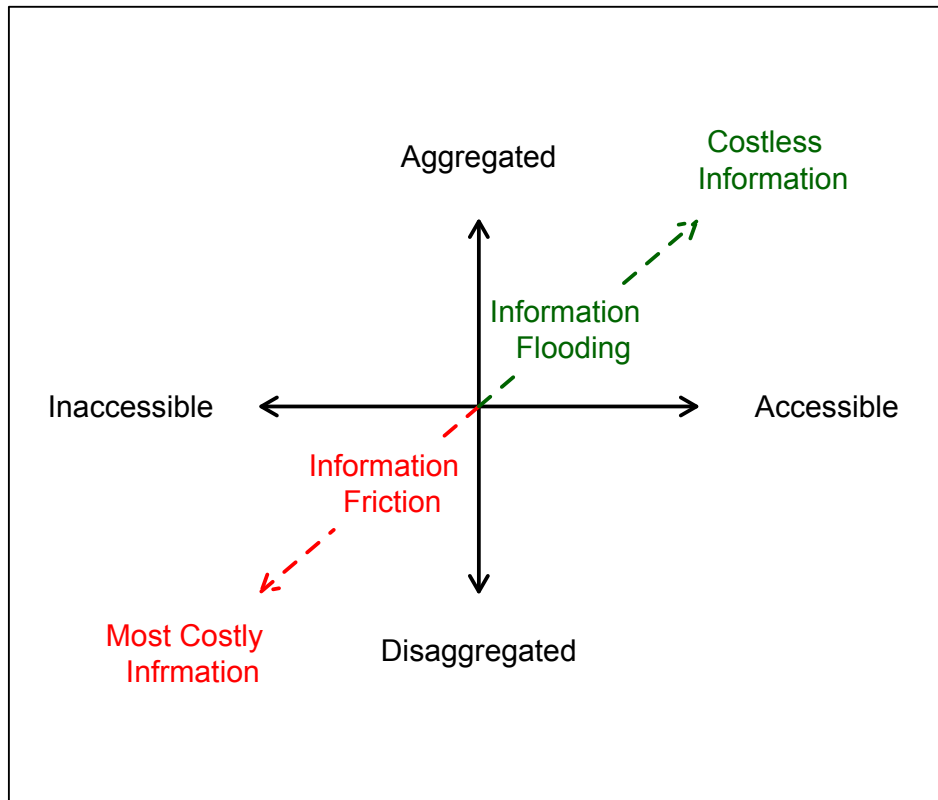 Costless
Information
Aggregated
Information
Flooding
Inaccessible
Accessible
Information
Friction
Most Costly
Infrmation
Disaggregated